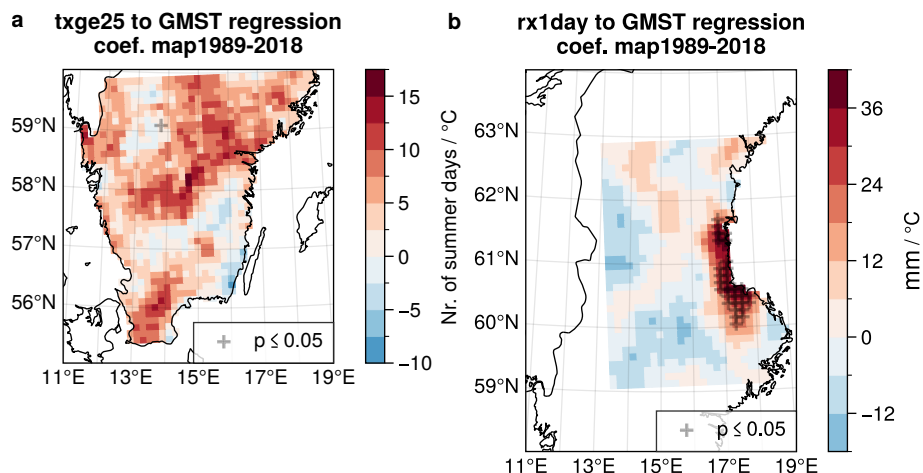 a
txge25 to GMST regression
coef. map1989-2018
59°N
58°N
57°N
56°N
11°E
13°E
15°E
17°E
19°E
+ p ≤ 0.05
15
10
5
0
−5
−10
Nr. of summer days / °C
b
rx1day to GMST regression
coef. map1989-2018
63°N
62°N
61°N
60°N
59°N
11°E
13°E
15°E
17°E
19°E
+ p ≤ 0.05
36
24
12
0
−12
mm / °C